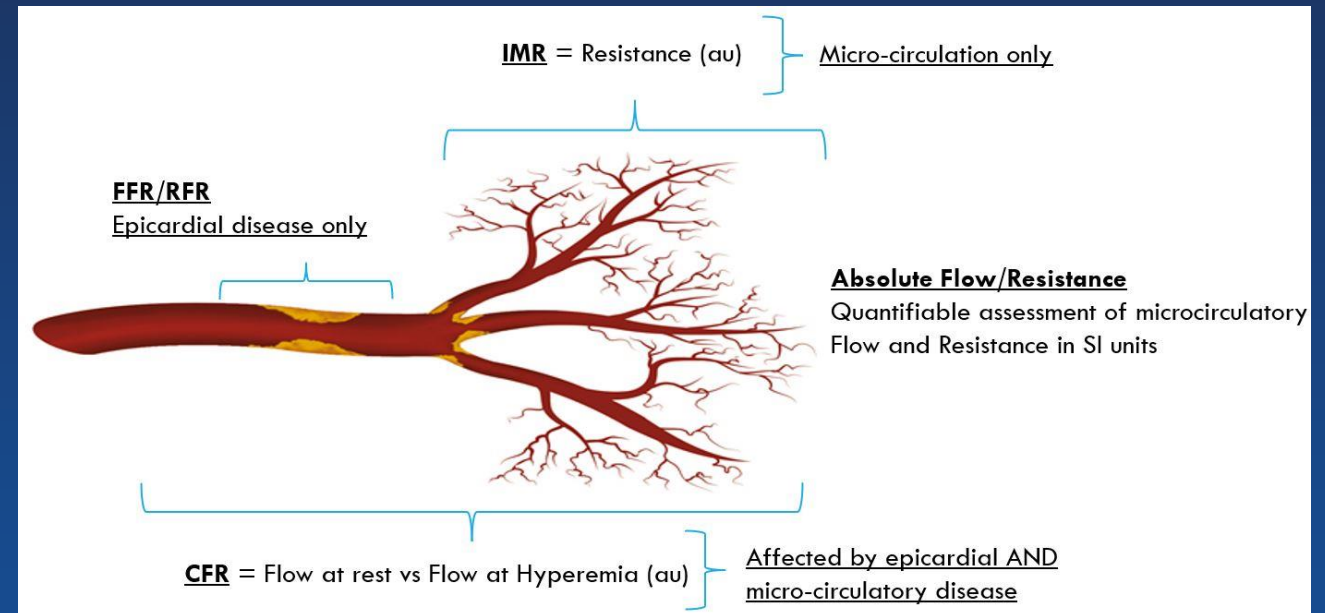 IMR = Resistance (au)
Micro-circulation only
FFR/RFR
Epicardial disease only
Absolute Flow/Resistance
Quantifiable assessment of microcirculatory
Flow and Resistance in SI units
CFR = Flow at rest vs Flow at Hyperemia (au)
Affected by epicardial AND
micro-circulatory disease